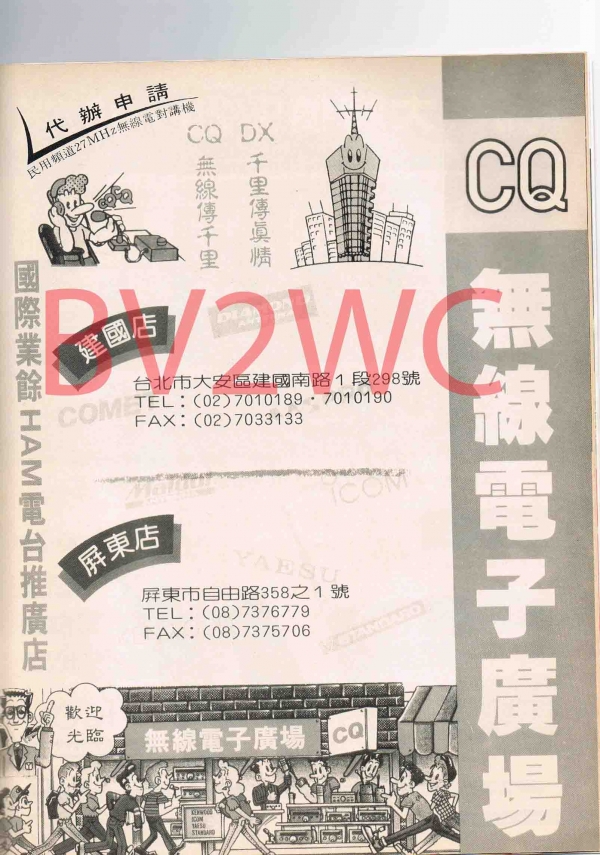 代辦申請
民用頻道27MHz無線電對講機
CQ DX
無線傳千里
千里傳真情
CQ
無線電子廣場
國際業餘HAM電台推廣店
BV2WC
建國店
台北市大安區建國南路1段298號
TEL：(02)7010189・7010190
FAX：(02)7033133
ICOM
屏東店
YAESU
屏東市自由路358之1號
TEL：(08)7376779
FAX：(08)7375706
STANDARD
歡迎
光臨
無線電子廣場
CQ
KENWOOD
ICOM
YAESU
STANDARD